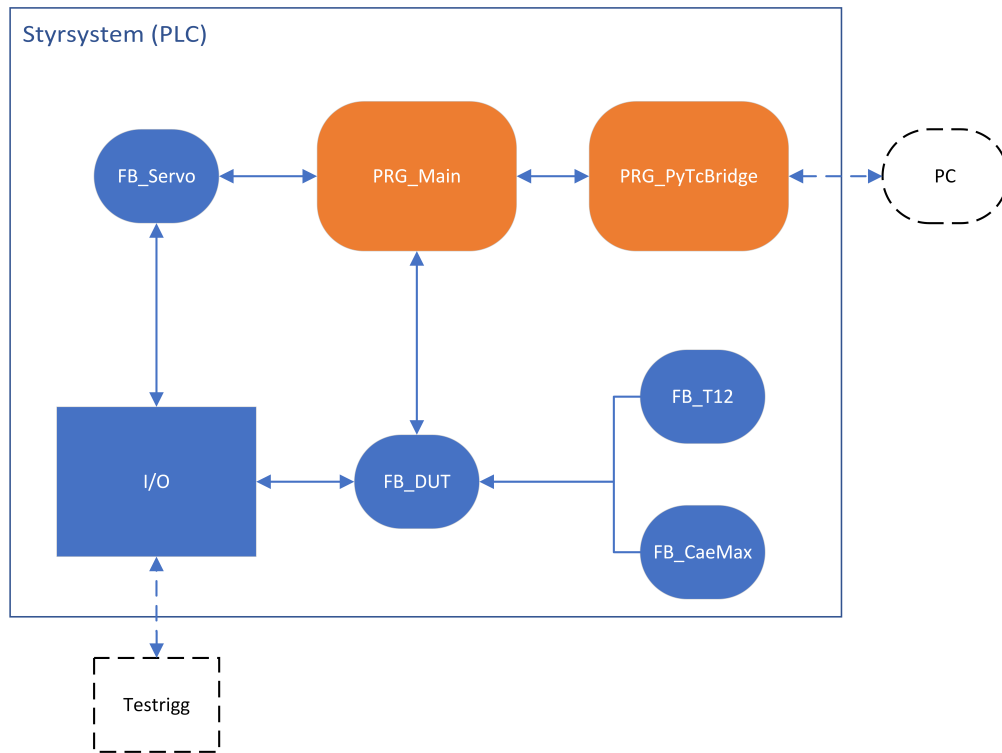 Styrsystem (PLC)
FB_Servo
PRG_Main
PRG_PyTcBridge
PC
FB_T12
I/O
FB_DUT
FB_CaeMax
Testrigg